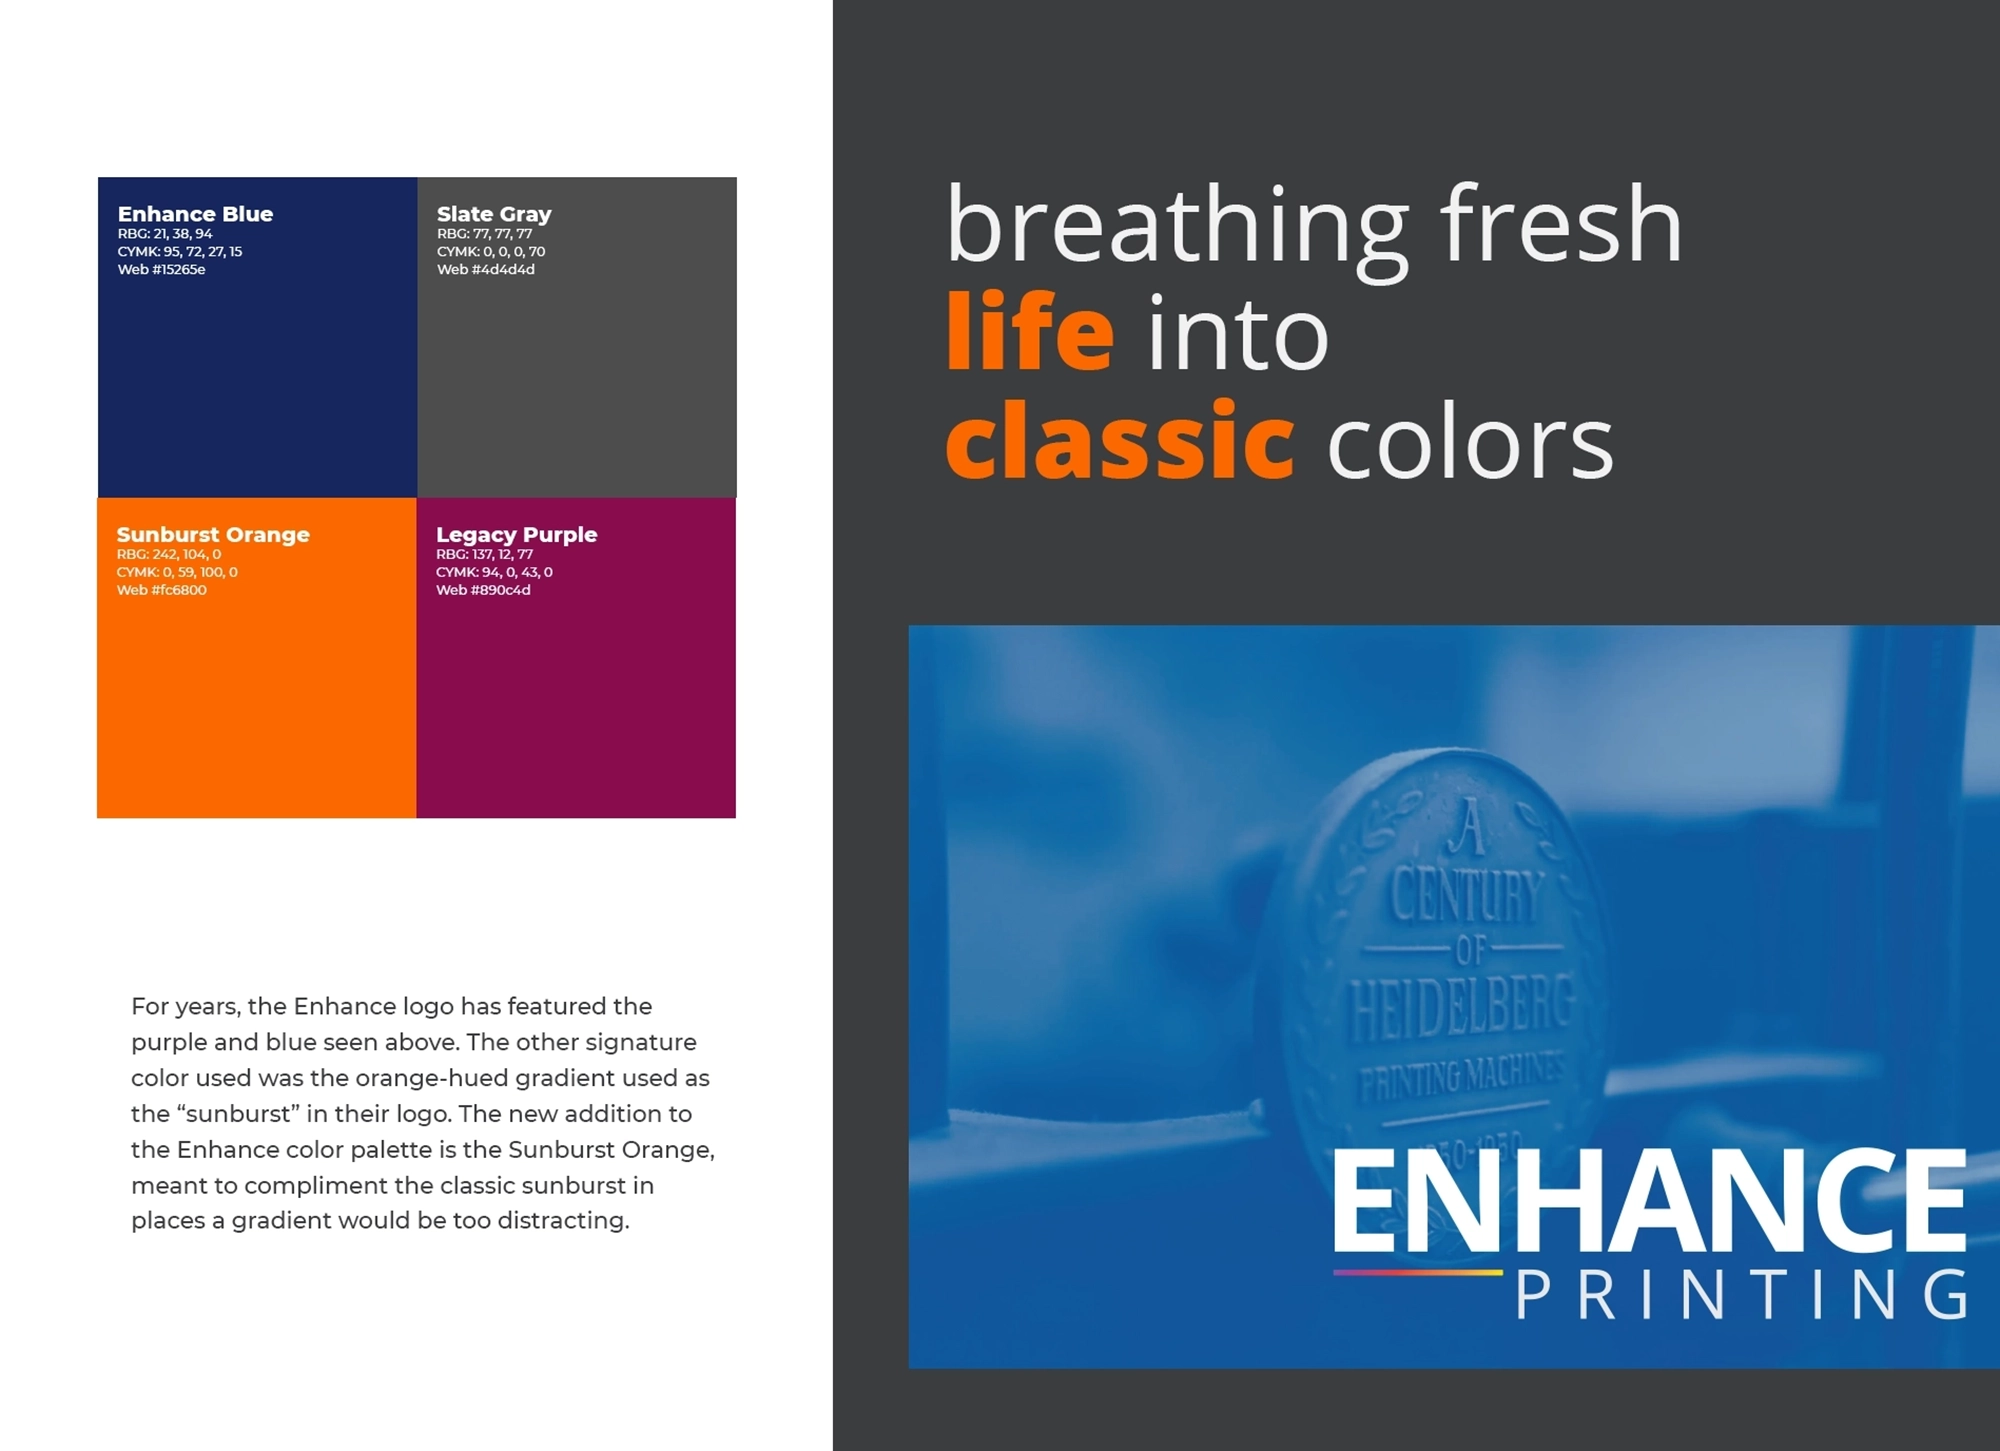 Enhance Blue
RBG: 21, 38, 94
CYMK: 95, 72, 27, 15
Web #15265e
Slate Gray
RBG: 77, 77, 77
CYMK: 0, 0, 0, 70
Web #4d4d4d
Sunburst Orange
RBG: 242, 104, 0
CYMK: 0, 59, 100, 0
Web #fc6800
Legacy Purple
RBG: 137, 12, 77
CYMK: 94, 0, 43, 0
Web #890c4d
For years, the Enhance logo has featured the
purple and blue seen above. The other signature
color used was the orange-hued gradient used as
the “sunburst” in their logo. The new addition to
the Enhance color palette is the Sunburst Orange,
meant to compliment the classic sunburst in
places a gradient would be too distracting.
breathing fresh
life into
classic colors
A
CENTURY
OF
HEIDELBERG
PRINTING MACHINES
ENHANCE
PRINTING